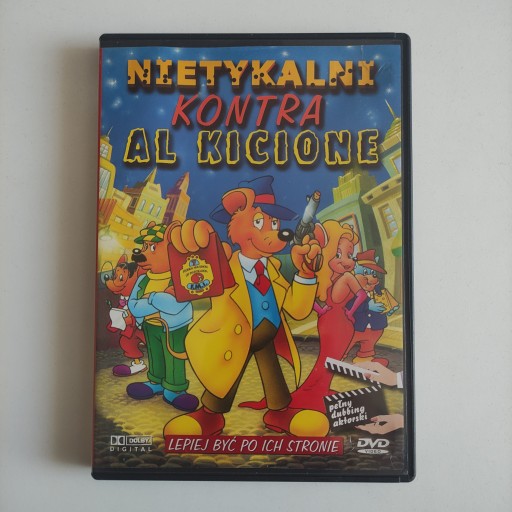 NIETYKALNI
KONTRA
AL KICIONE
pełny
dubbing
aktorski
DOLBY
DIGITAL
LEPIEJ BYĆ PO ICH STRONIE
DVD
VIDEO